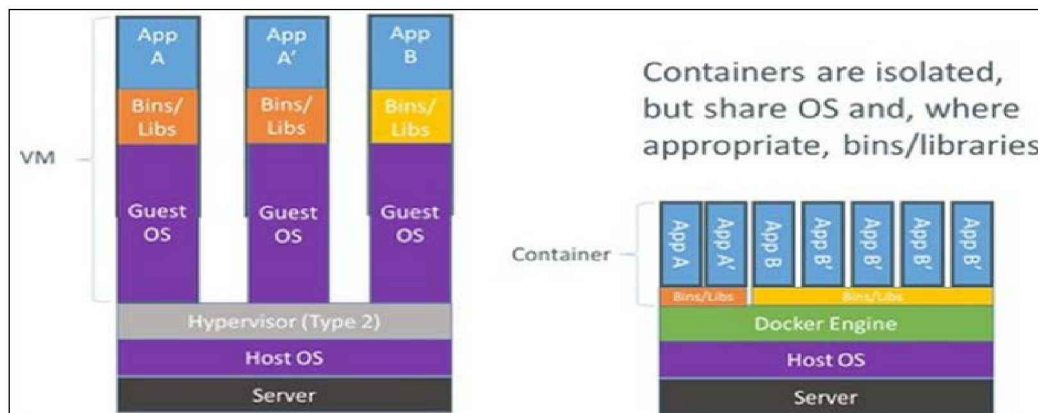 App
A
App
A'
App
B
Bins/
Libs
Bins/
Libs
Bins/
Libs
VM
Guest
OS
Guest
OS
Guest
OS
Hypervisor (Type 2)
Host OS
Server
Containers are isolated,
but share OS and, where
appropriate, bins/libraries
Container
App A
App A'
App B
App B'
App B'
App B'
App B'
Bins/Libs
Bins/Libs
Docker Engine
Host OS
Server